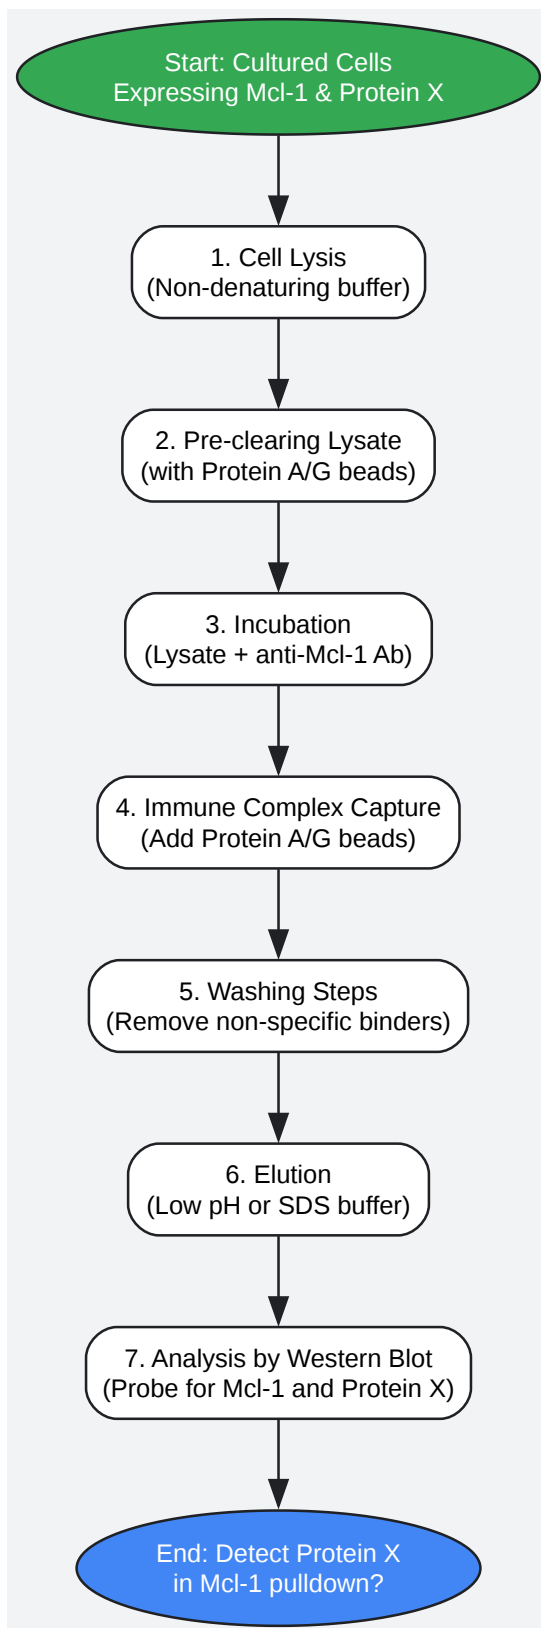 Start: Cultured Cells
Expressing Mcl-1 & Protein X
1. Cell Lysis
(Non-denaturing buffer)
2. Pre-clearing Lysate
(with Protein A/G beads)
3. Incubation
(Lysate + anti-Mcl-1 Ab)
4. Immune Complex Capture
(Add Protein A/G beads)
5. Washing Steps
(Remove non-specific binders)
6. Elution
(Low pH or SDS buffer)
7. Analysis by Western Blot
(Probe for Mcl-1 and Protein X)
End: Detect Protein X
in Mcl-1 pulldown?